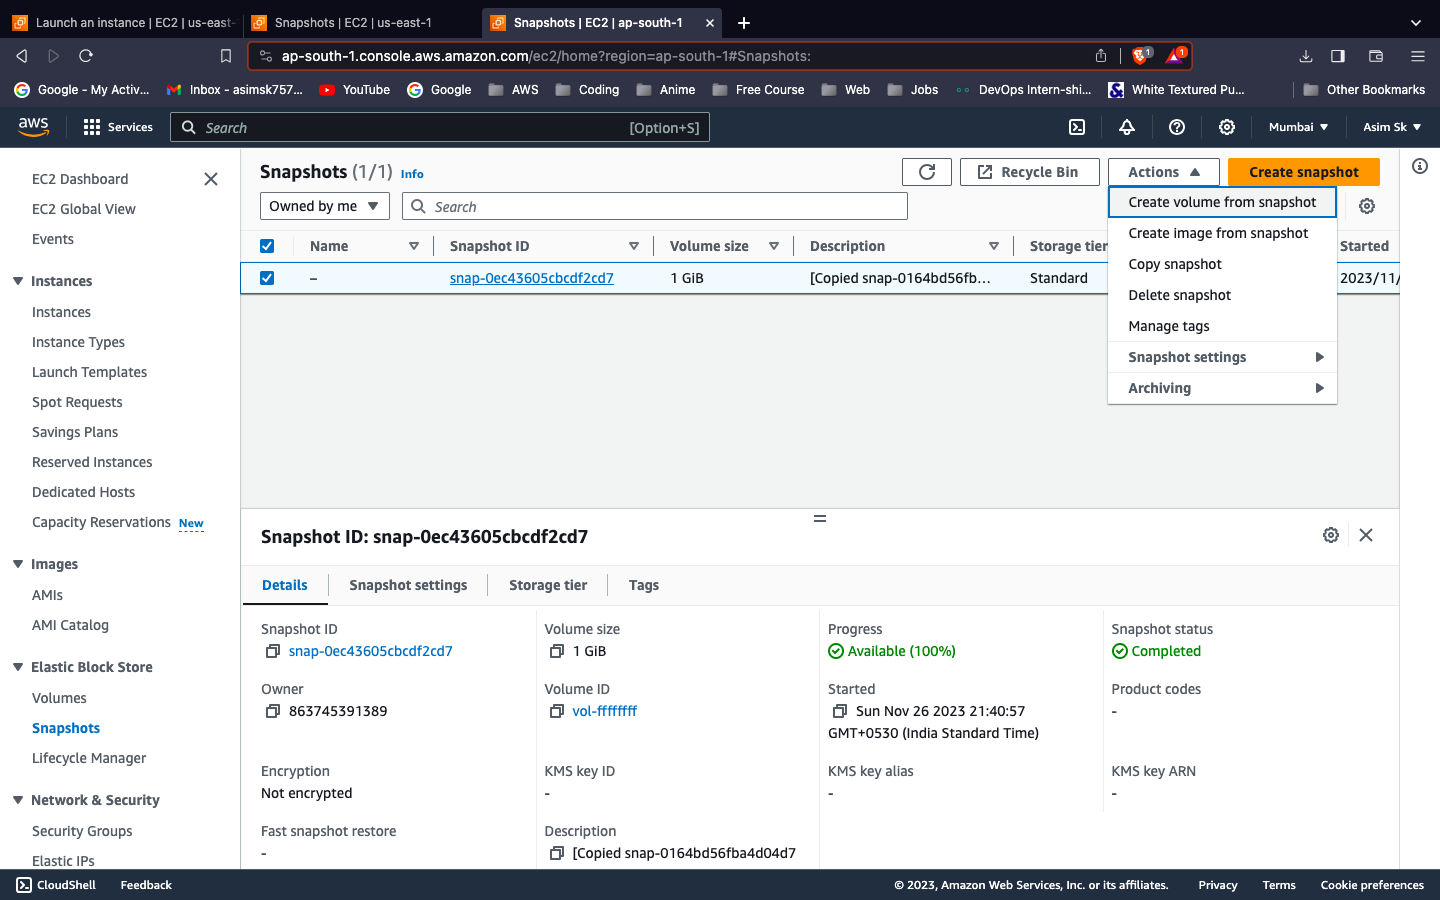 Launch an instance | EC2 | us-east-
Snapshots | EC2 | us-east-1
Snapshots | EC2 | ap-south-1
ap-south-1.console.aws.amazon.com/ec2/home?region=ap-south-1#Snapshots:
1
1
Google - My Activ...
Inbox - asimsk757...
YouTube
Google
AWS
Coding
Anime
Free Course
Web
Jobs
DevOps Intern-shi...
White Textured Pu...
Other Bookmarks
aws
Services
Search
[Option+S]
Mumbai
Asim Sk
EC2 Dashboard
EC2 Global View
Events
Instances
Instances
Instance Types
Launch Templates
Spot Requests
Savings Plans
Reserved Instances
Dedicated Hosts
Capacity Reservations New
Images
AMIs
AMI Catalog
Elastic Block Store
Volumes
Snapshots
Lifecycle Manager
Network & Security
Security Groups
Elastic IPs
Snapshots (1/1) Info
Recycle Bin
Actions
Create snapshot
Owned by me
Search
Create volume from snapshot
Create image from snapshot
Copy snapshot
Delete snapshot
Manage tags
Snapshot settings
Archiving
Name
Snapshot ID
Volume size
Description
Storage tier
Started
–
snap-0ec43605cbcdf2cd7
1 GiB
[Copied snap-0164bd56fb...
Standard
2023/11/
Snapshot ID: snap-0ec43605cbcdf2cd7
Details
Snapshot settings
Storage tier
Tags
Snapshot ID
snap-0ec43605cbcdf2cd7
Volume size
1 GiB
Progress
Available (100%)
Snapshot status
Completed
Owner
863745391389
Volume ID
vol-ffffffff
Started
Sun Nov 26 2023 21:40:57
GMT+0530 (India Standard Time)
Product codes
-
Encryption
Not encrypted
KMS key ID
-
KMS key alias
-
KMS key ARN
-
Fast snapshot restore
-
Description
[Copied snap-0164bd56fba4d04d7
CloudShell
Feedback
© 2023, Amazon Web Services, Inc. or its affiliates.
Privacy
Terms
Cookie preferences